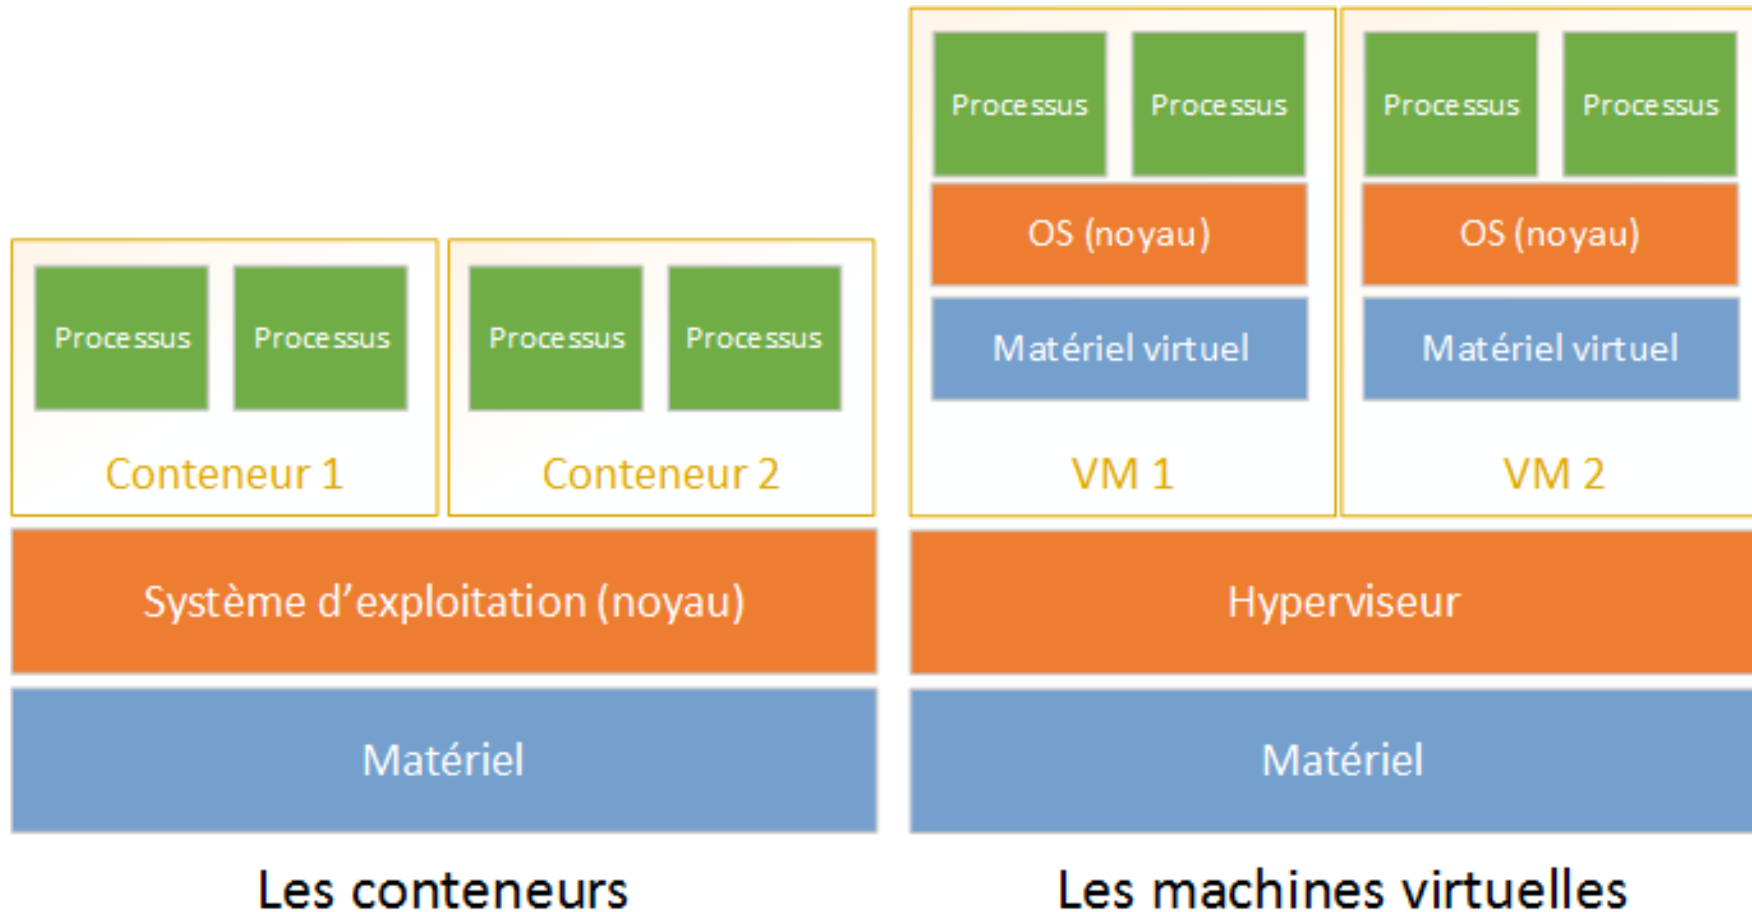 Processus Processus Processus Processus
OS (noyau) OS (noyau)
Matériel virtuel Matériel virtuel
VM 1 VM 2
Processus Processus Processus Processus
Conteneur 1 Conteneur 2
Système d’exploitation (noyau)
Hyperviseur
Matériel
Matériel
Les conteneurs
Les machines virtuelles